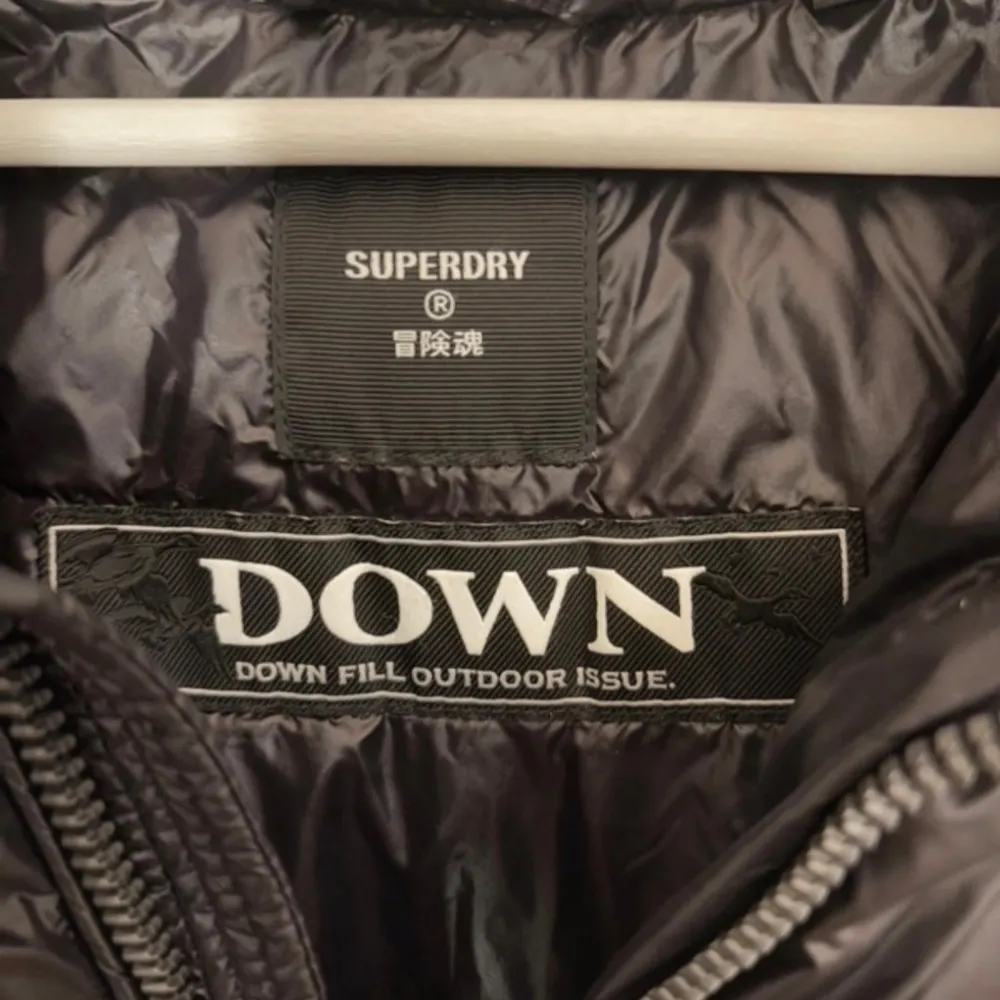 SUPERDRY
®
冒険魂
DOWN
DOWN FILL OUTDOOR ISSUE.